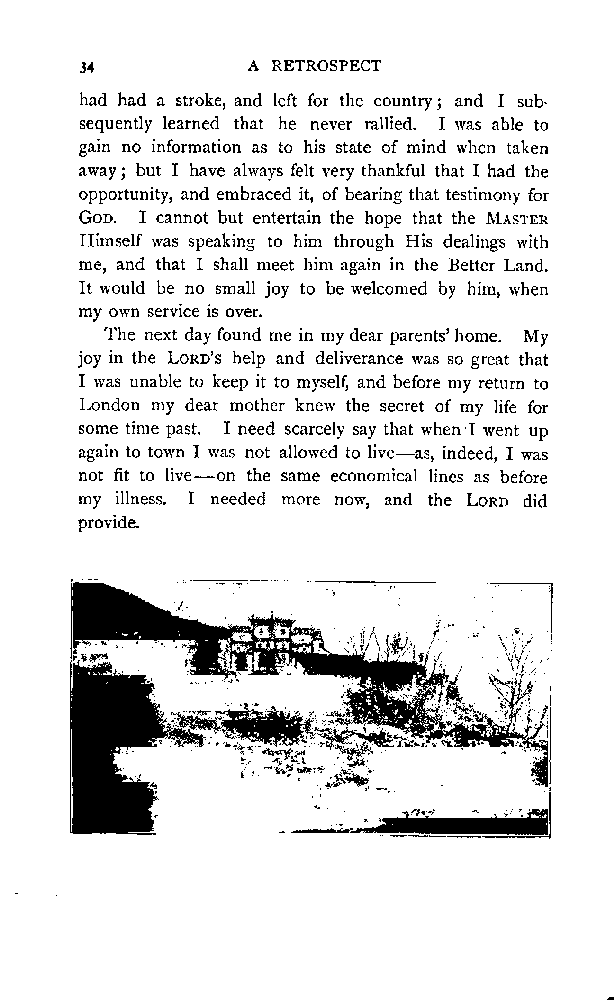 34 A RETROSPECT
had had a stroke, and left for the country; and I sub-
sequently learned that he never rallied. I was able to
gain no information as to his state of mind when taken
away; but I have always felt very thankful that I had the
opportunity, and embraced it, of bearing that testimony for
GOD. I cannot but entertain the hope that the MASTER
Himself was speaking to him through His dealings with
me, and that I shall meet him again in the Better Land.
It would be no small joy to be welcomed by him, when
my own service is over.
The next day found me in my dear parents' home. My
joy in the LORD'S help and deliverance was so great that
I was unable to keep it to myself, and before my return to
London my dear mother knew the secret of my life for
some time past. I need scarcely say that when I went up
again to town I was not allowed to live—as, indeed, I was
not fit to live—on the same economical lines as before
my illness. I needed more now, and the LORD did
provide.